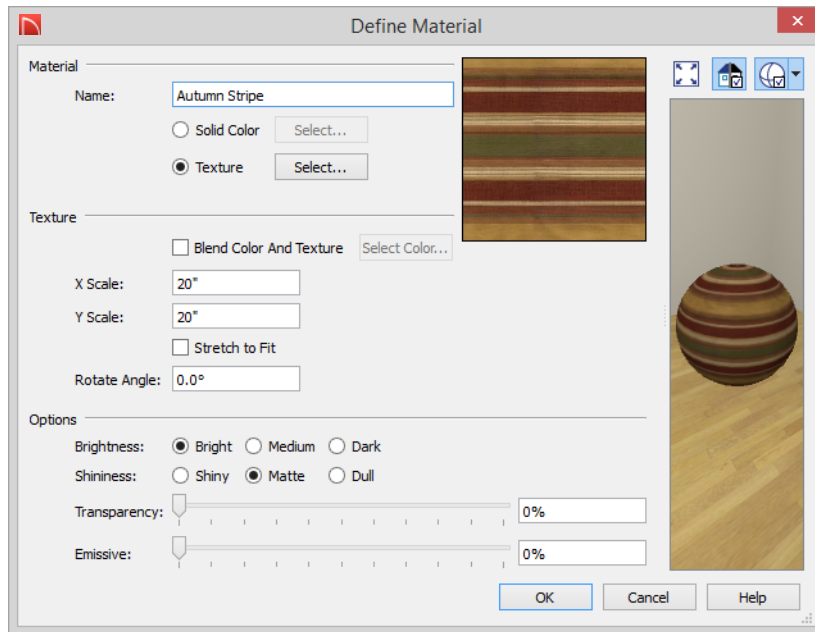 Define Material
Material
Name: Autumn Stripe
Solid Color Select...
Texture Select...
Texture
Blend Color And Texture Select Color...
X Scale: 20"
Y Scale: 20"
Stretch to Fit
Rotate Angle: 0.0°
Options
Brightness: Bright Medium Dark
Shininess: Shiny Matte Dull
Transparency: 0%
Emissive: 0%
OK Cancel Help